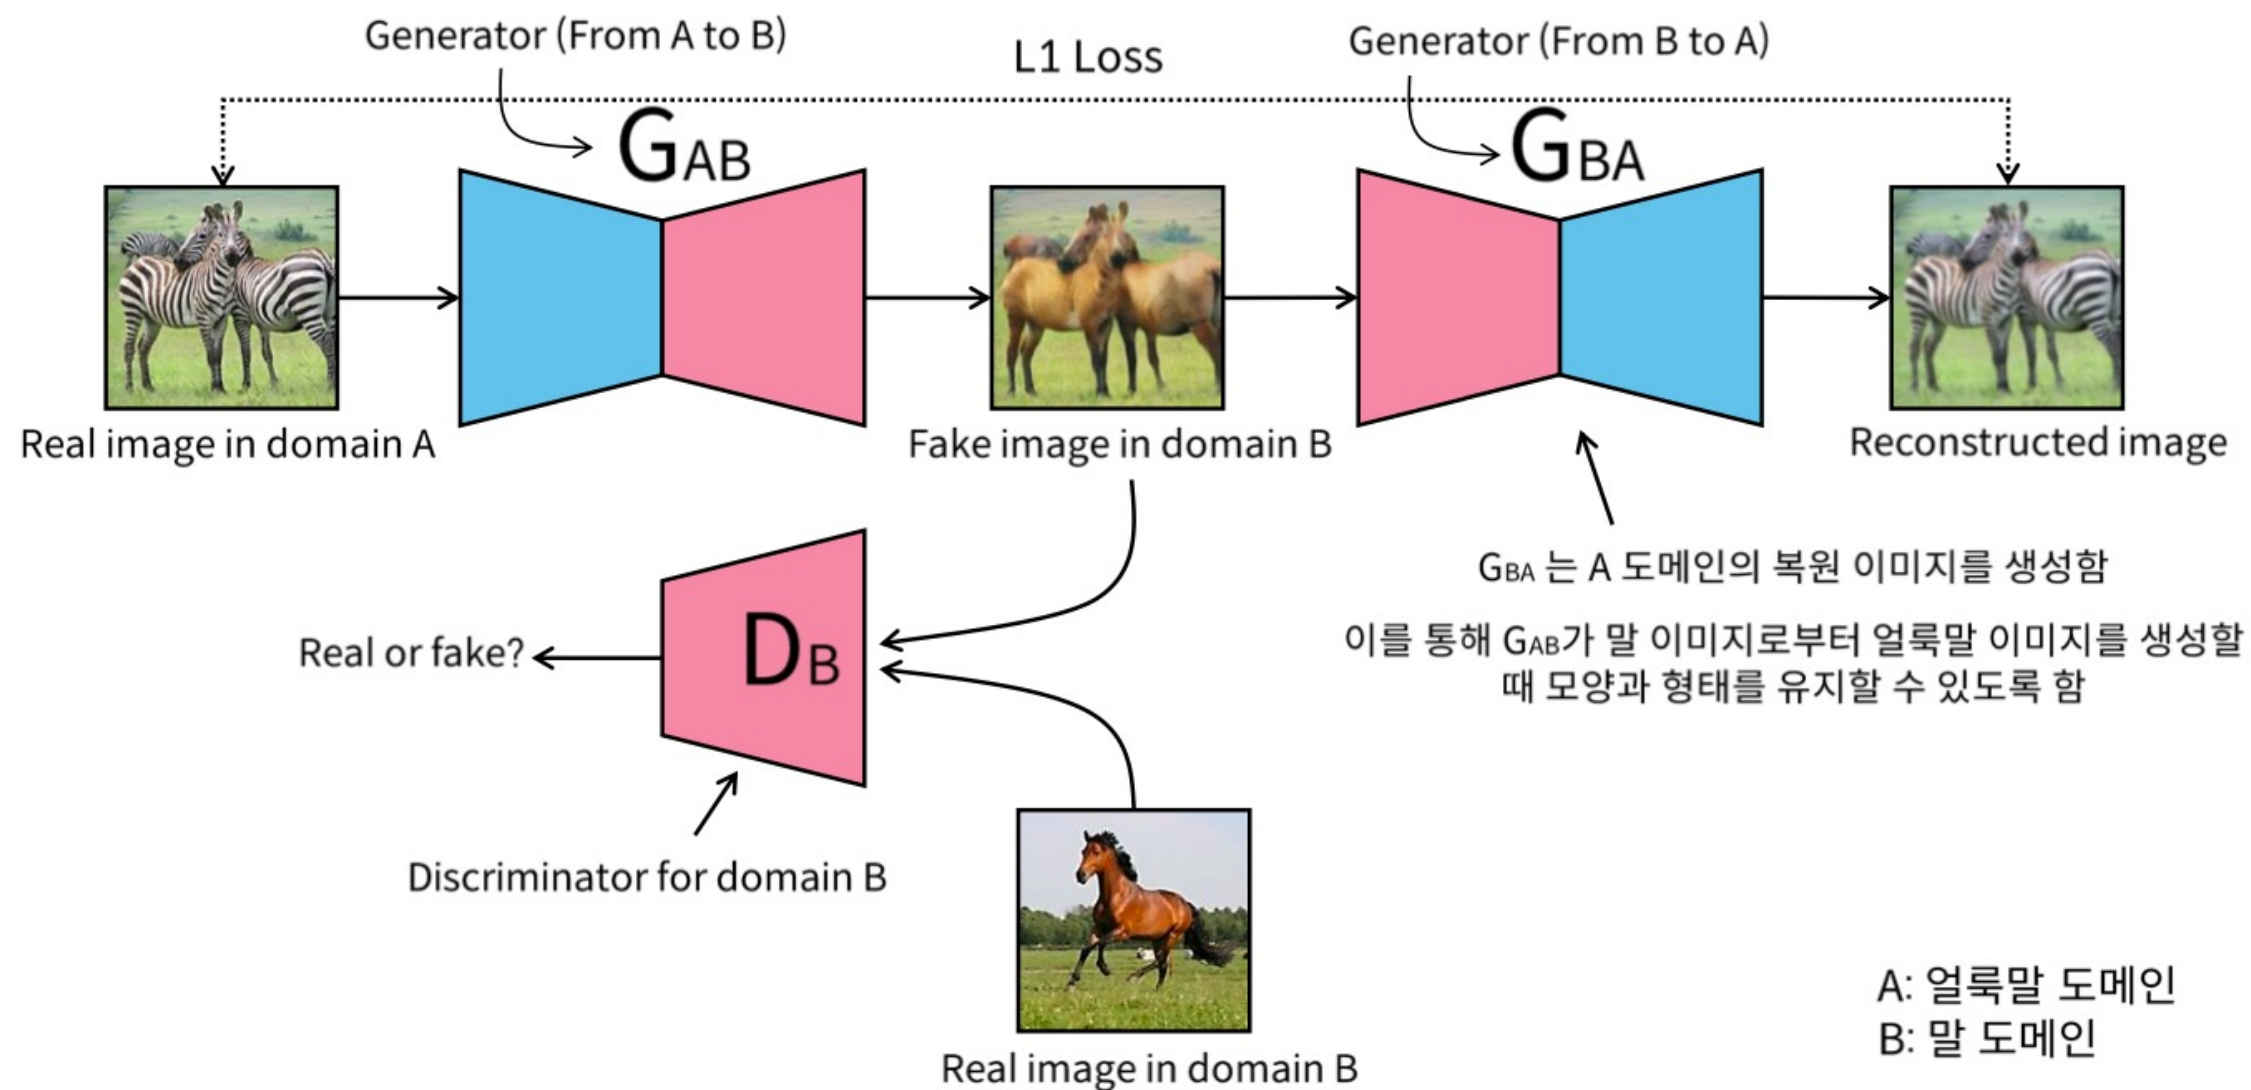 Generator (From A to B)
L1 Loss
Generator (From B to A)
GAB
GBA
Real image in domain A
Fake image in domain B
Reconstructed image
GBA 는 A 도메인의 복원 이미지를 생성함
이를 통해 GAB가 말 이미지로부터 얼룩말 이미지를 생성할
때 모양과 형태를 유지할 수 있도록 함
Real or fake?
DB
Discriminator for domain B
Real image in domain B
A: 얼룩말 도메인
B: 말 도메인